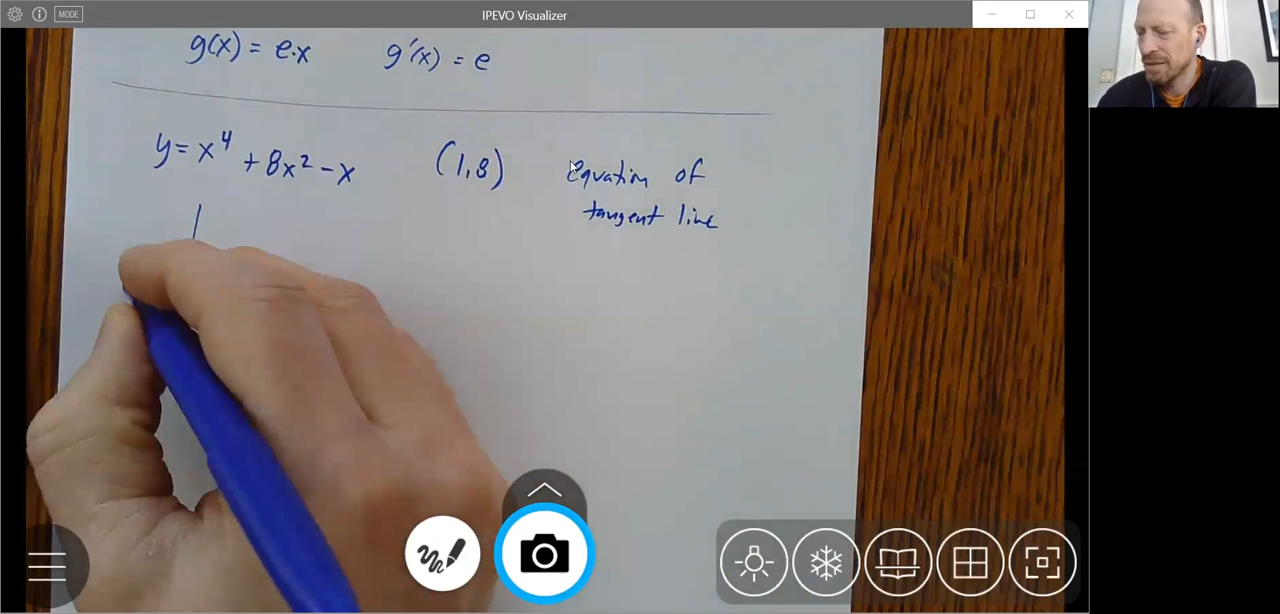 IPEVO Visualizer
MODE
g(x) = e·x g'(x) = e
y = x⁴ + 8x² - x (1,8) Equation of
tangent line